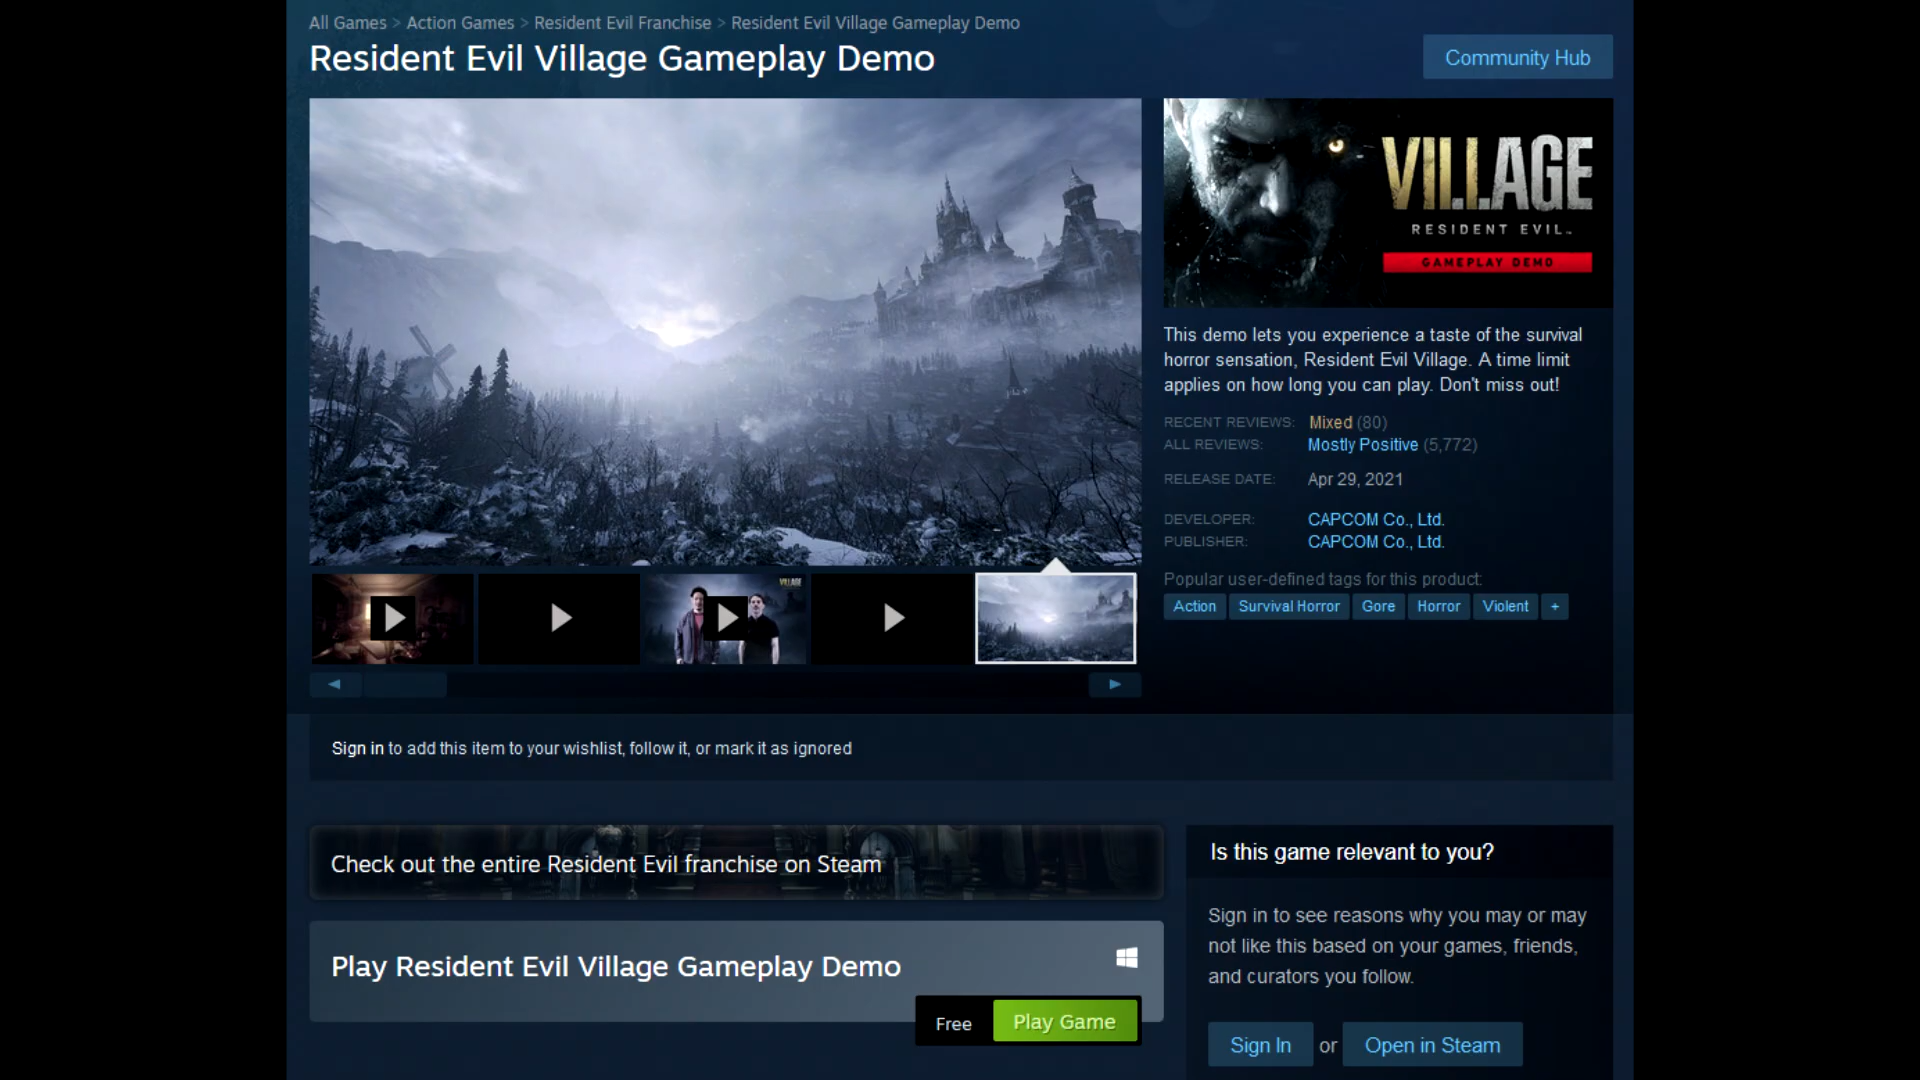 All Games > Action Games > Resident Evil Franchise > Resident Evil Village Gameplay Demo
Resident Evil Village Gameplay Demo
Community Hub
VILLAGE
RESIDENT EVIL™
GAMEPLAY DEMO
This demo lets you experience a taste of the survival
horror sensation, Resident Evil Village. A time limit
applies on how long you can play. Don't miss out!
RECENT REVIEWS: Mixed (80)
ALL REVIEWS: Mostly Positive (5,772)
RELEASE DATE: Apr 29, 2021
DEVELOPER: CAPCOM Co., Ltd.
PUBLISHER: CAPCOM Co., Ltd.
Popular user-defined tags for this product:
Action Survival Horror Gore Horror Violent +
VILLAGE
Sign in to add this item to your wishlist, follow it, or mark it as ignored
Check out the entire Resident Evil franchise on Steam
Play Resident Evil Village Gameplay Demo
Free Play Game
Is this game relevant to you?
Sign in to see reasons why you may or may
not like this based on your games, friends,
and curators you follow.
Sign In or Open in Steam